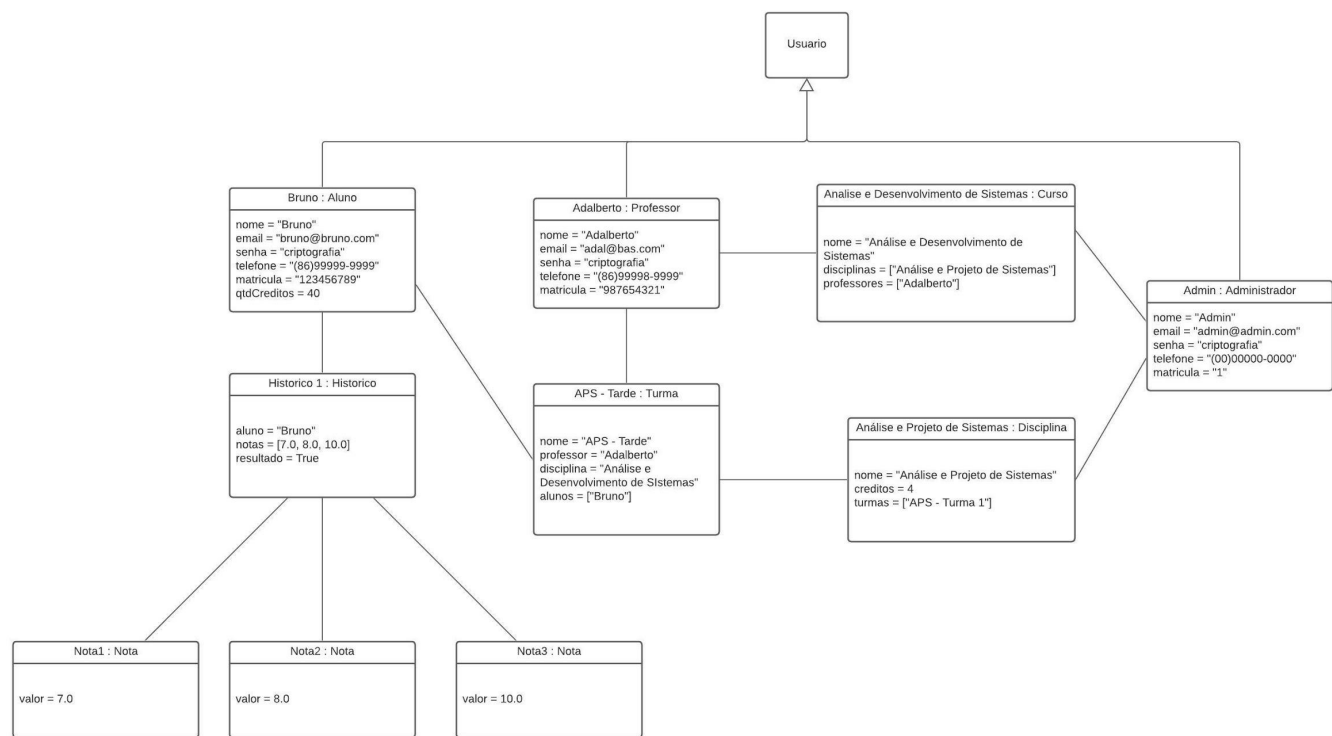 Usuario
Bruno : Aluno
nome = "Bruno"
email = "bruno@bruno.com"
senha = "criptografia"
telefone = "(86)99999-9999"
matricula = "123456789"
qtdCreditos = 40
Adalberto : Professor
nome = "Adalberto"
email = "adal@bas.com"
senha = "criptografia"
telefone = "(86)99998-9999"
matricula = "987654321"
Analise e Desenvolvimento de Sistemas : Curso
nome = "Análise e Desenvolvimento de
Sistemas"
disciplinas = ["Análise e Projeto de Sistemas"]
professores = ["Adalberto"]
Admin : Administrador
nome = "Admin"
email = "admin@admin.com"
senha = "criptografia"
telefone = "(00)00000-0000"
matricula = "1"
Historico 1 : Historico
aluno = "Bruno"
notas = [7.0, 8.0, 10.0]
resultado = True
APS - Tarde : Turma
nome = "APS - Tarde"
professor = "Adalberto"
disciplina = "Análise e
Desenvolvimento de SIstemas"
alunos = ["Bruno"]
Análise e Projeto de Sistemas : Disciplina
nome = "Análise e Projeto de Sistemas"
creditos = 4
turmas = ["APS - Turma 1"]
Nota1 : Nota
valor = 7.0
Nota2 : Nota
valor = 8.0
Nota3 : Nota
valor = 10.0